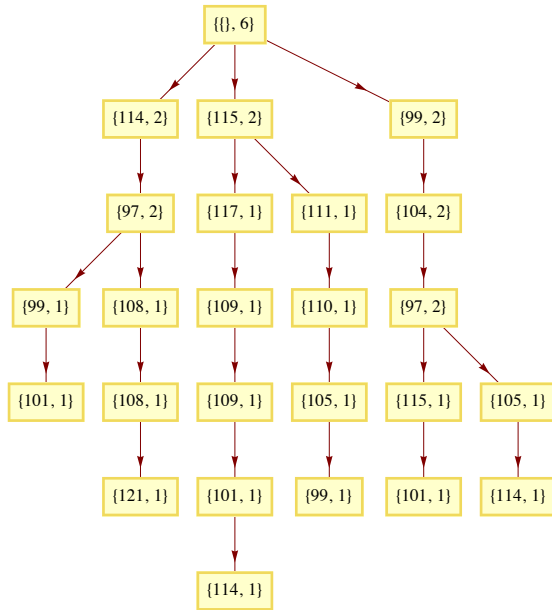 {{}, 6}
{114, 2} {115, 2} {99, 2}
{97, 2} {117, 1} {111, 1} {104, 2}
{99, 1} {108, 1} {109, 1} {110, 1} {97, 2}
{101, 1} {108, 1} {109, 1} {105, 1} {115, 1} {105, 1}
{121, 1} {101, 1} {99, 1} {101, 1} {114, 1}
{114, 1}